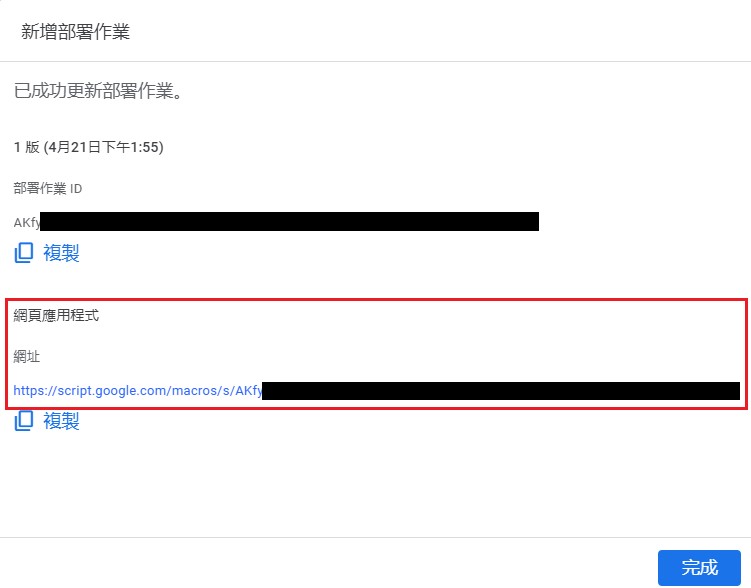 新增部署作業
已成功更新部署作業。
1 版 (4月21日下午1:55)
部署作業 ID
AKfy
複製
網頁應用程式
網址
https://script.google.com/macros/s/AKfy
複製
完成